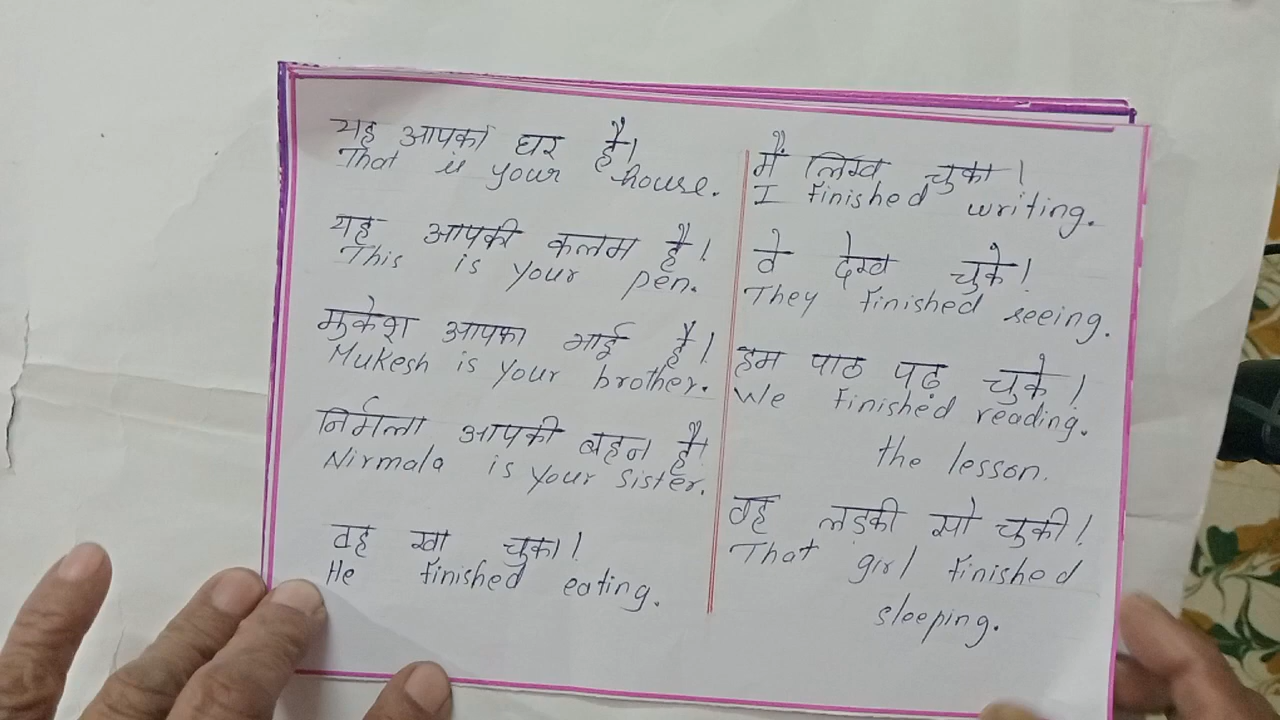 यह आपका घर है।
That is your house.
यह आपकी कलम है।
This is your pen.
मुकेश आपका भाई है।
Mukesh is your brother.
निर्मला आपकी बहन है।
Nirmala is your sister.
वह खा चुका।
He finished eating.
मैं लिख चुका।
I finished writing.
वे देख चुके।
They finished seeing.
हम पाठ पढ़ चुके।
We finished reading.
the lesson.
वह लड़की सो चुकी।
That girl finished
sleeping.